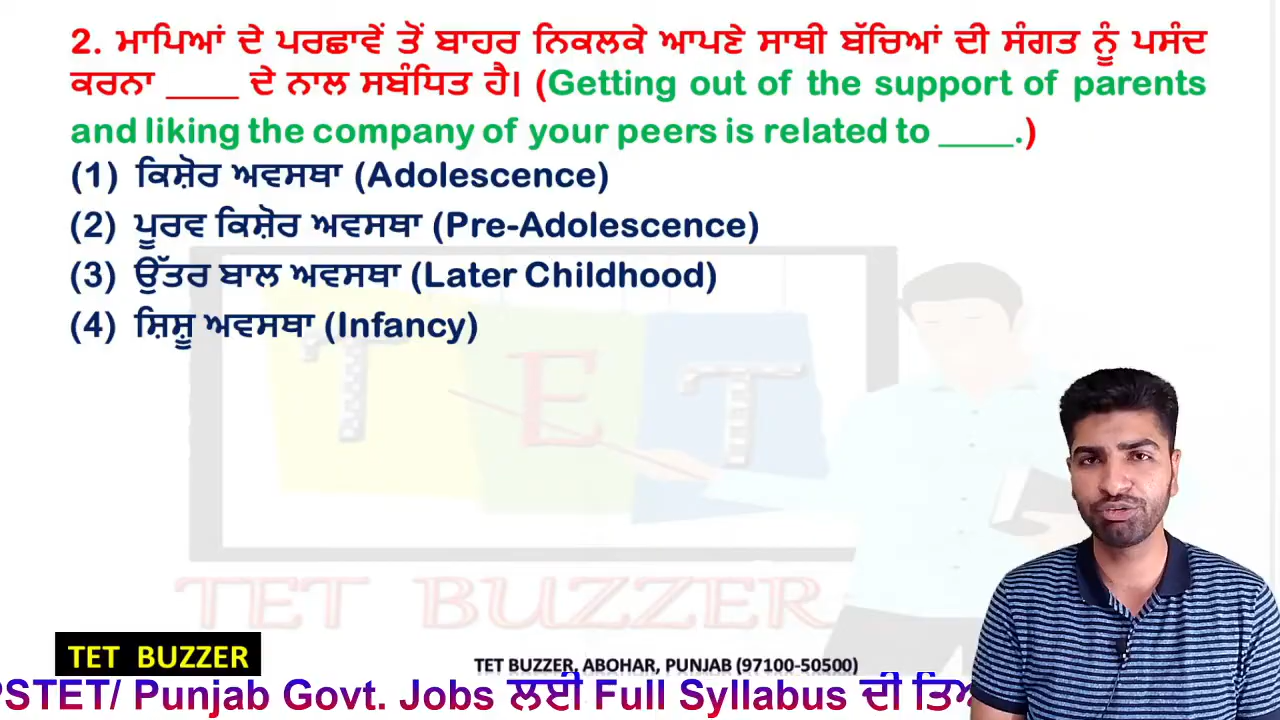 2. ਮਾਪਿਆਂ ਦੇ ਪਰਛਾਵੇਂ ਤੋਂ ਬਾਹਰ ਨਿਕਲਕੇ ਆਪਣੇ ਸਾਥੀ ਬੱਚਿਆਂ ਦੀ ਸੰਗਤ ਨੂੰ ਪਸੰਦ
ਕਰਨਾ ____ ਦੇ ਨਾਲ ਸਬੰਧਿਤ ਹੈ। (Getting out of the support of parents
and liking the company of your peers is related to ____.)
(1) ਕਿਸ਼ੋਰ ਅਵਸਥਾ (Adolescence)
(2) ਪੂਰਵ ਕਿਸ਼ੋਰ ਅਵਸਥਾ (Pre-Adolescence)
(3) ਉੱਤਰ ਬਾਲ ਅਵਸਥਾ (Later Childhood)
(4) ਸ਼ਿਸ਼ੂ ਅਵਸਥਾ (Infancy)
TET
TET BUZZER
TET BUZZER
TET BUZZER, ABOHAR, PUNJAB (97100-50500)
PSTET/ Punjab Govt. Jobs ਲਈ Full Syllabus ਦੀ